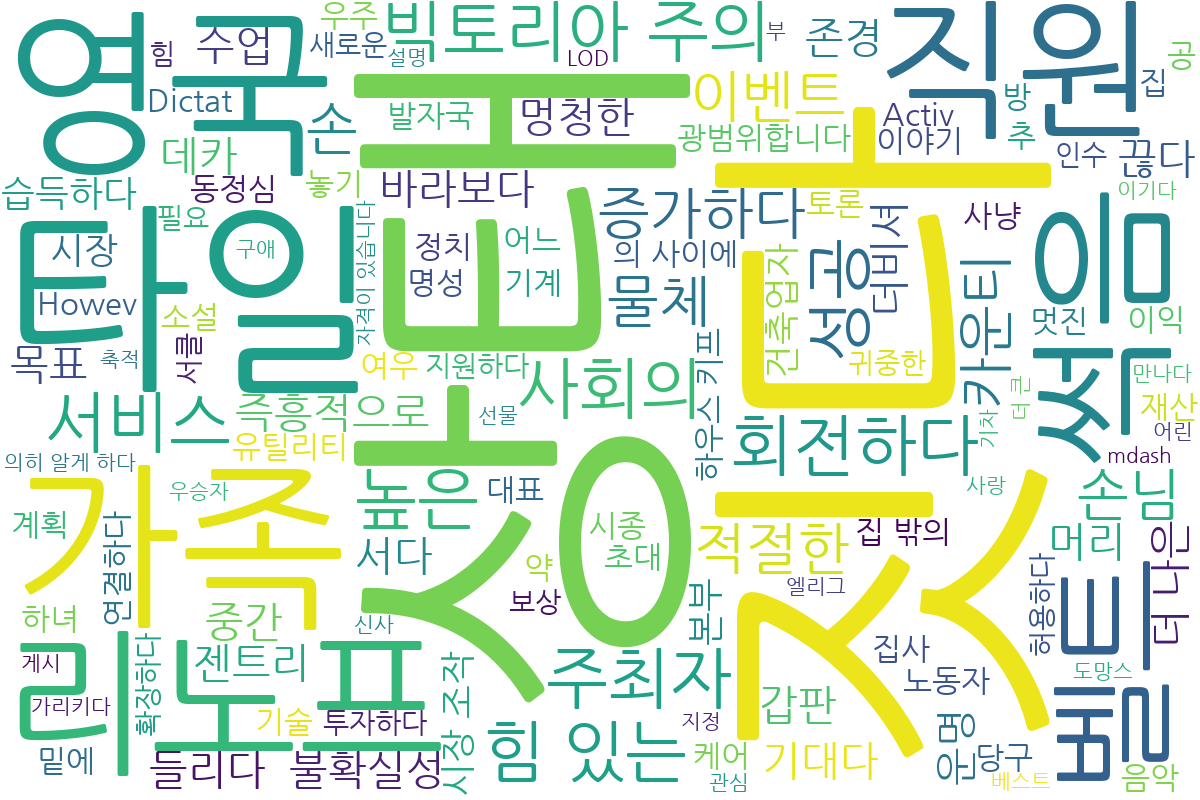 영국
타일
상태
짓다
직원
썩음
가족
리노프
벨트
빅토리아 주의
우주
힘
수업
새로운
설명
부
LOD
존경
공
집
방
추
Dictat
손
발자국
멍청한
이벤트
광범위합니다
Activ
이야기
인수
끊다
데카
습득하다
동정심
놓기
바라보다
증가하다
토론
사냥
이기다
필요
구애
자격이 있습니다
시장
정치
어느
의 사이에
더비셔
명성
기계
물체
건축업자
성공
카운티
멋진
이익
Howev
소설
목표
축적
서클
여우
지원하다
사회의
하우스 키프
귀중한
만나다
더 큰
기차
재산
어린
서비스
즉흥적으로
선물
회전하다
유틸리티
의히 알게 하다
mdash
우승자
높은
대표
사랑
손님
계획
연결하다
서다
시종
초대
적절한
집 밖의
머리
더 나은
약
보상
엘리그
본부
허용하다
하녀
중간
신사
게시
확장하다
젠트리
시장 조작
주최자
집사
노동자
도망스
가리키다
기술
투자하다
지정
갑판
운명
밑에
들리다
불확실성
힘 있는
케어
관심
기대다
당구
베스트
음악